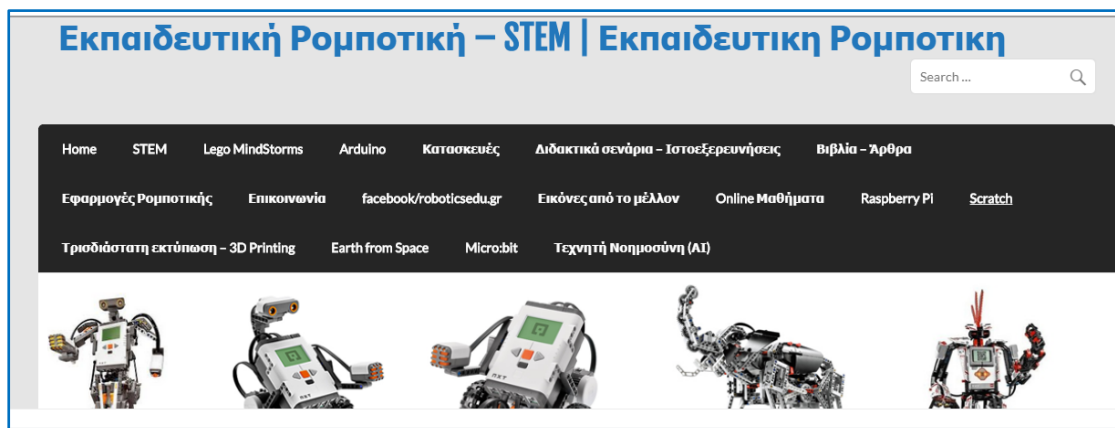 Εκπαιδευτική Ρομποτική – STEM | Εκπαιδευτικη Ρομποτικη
Search ...
Home STEM Lego MindStorms Arduino Κατασκευές Διδακτικά σενάρια – Ιστοεξερευνήσεις Βιβλία – Άρθρα
Εφαρμογές Ρομποτικής Επικοινωνία facebook/roboticsedu.gr Εικόνες από το μέλλον Online Μαθήματα Raspberry Pi Scratch
Τρισδιάστατη εκτύπωση – 3D Printing Earth from Space Micro:bit Τεχνητή Νοημοσύνη (AI)